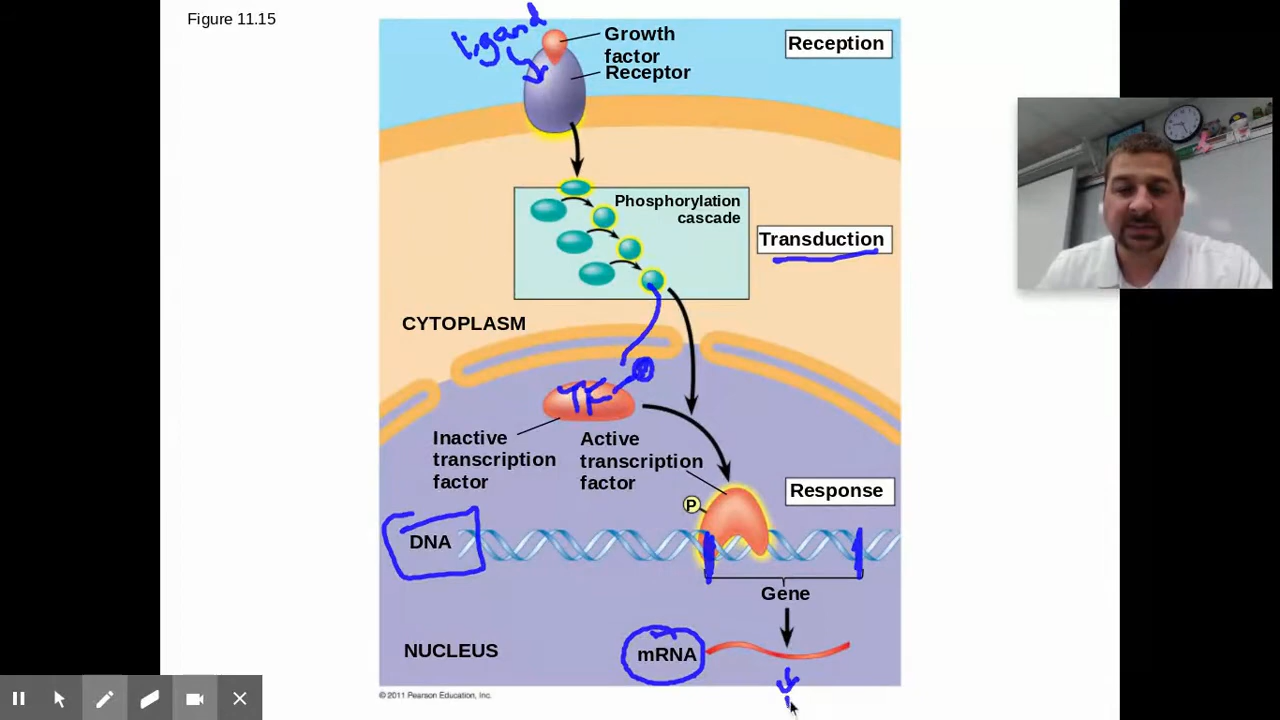 Figure 11.15
ligand
Growth
factor
Receptor
Reception
Phosphorylation
cascade
Transduction
CYTOPLASM
TF
P
Inactive
transcription
factor
Active
transcription
factor
Response
P
DNA
Gene
NUCLEUS
mRNA
© 2011 Pearson Education, Inc.